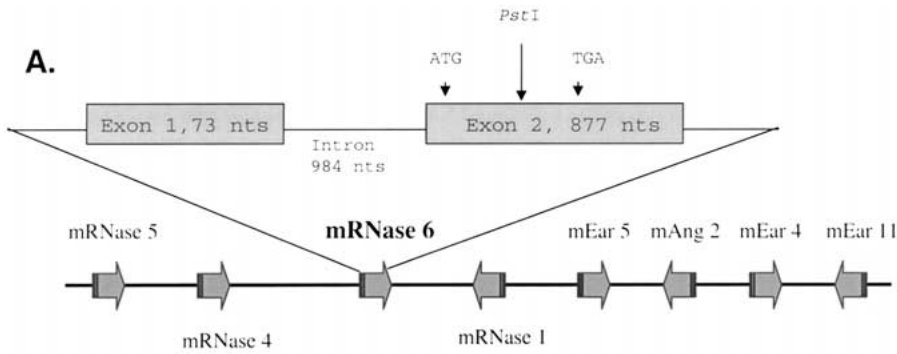 PstI
ATG TGA
A.
Exon 1,73 nts Exon 2, 877 nts
Intron
984 nts
mRNase 5 mRNase 6 mEar 5 mAng 2 mEar 4 mEar 11
mRNase 4 mRNase 1